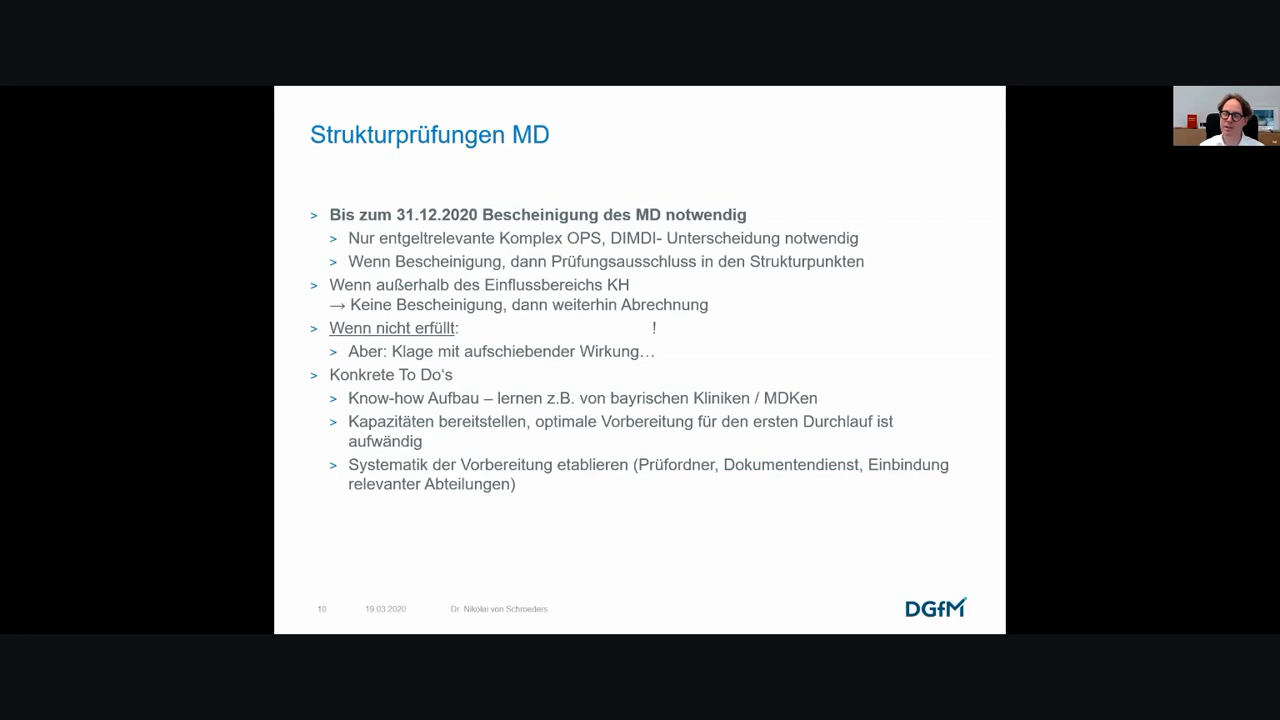 Strukturprüfungen MD
> Bis zum 31.12.2020 Bescheinigung des MD notwendig
> Nur entgeltrelevante Komplex OPS, DIMDI- Unterscheidung notwendig
> Wenn Bescheinigung, dann Prüfungsausschluss in den Strukturpunkten
> Wenn außerhalb des Einflussbereichs KH
→ Keine Bescheinigung, dann weiterhin Abrechnung
> Wenn nicht erfüllt: !
> Aber: Klage mit aufschiebender Wirkung…
> Konkrete To Do‘s
> Know-how Aufbau – lernen z.B. von bayrischen Kliniken / MDKen
> Kapazitäten bereitstellen, optimale Vorbereitung für den ersten Durchlauf ist
aufwändig
> Systematik der Vorbereitung etablieren (Prüfordner, Dokumentendienst, Einbindung
relevanter Abteilungen)
10 19.03.2020 Dr. Nikolai von Schroeders
DGfM